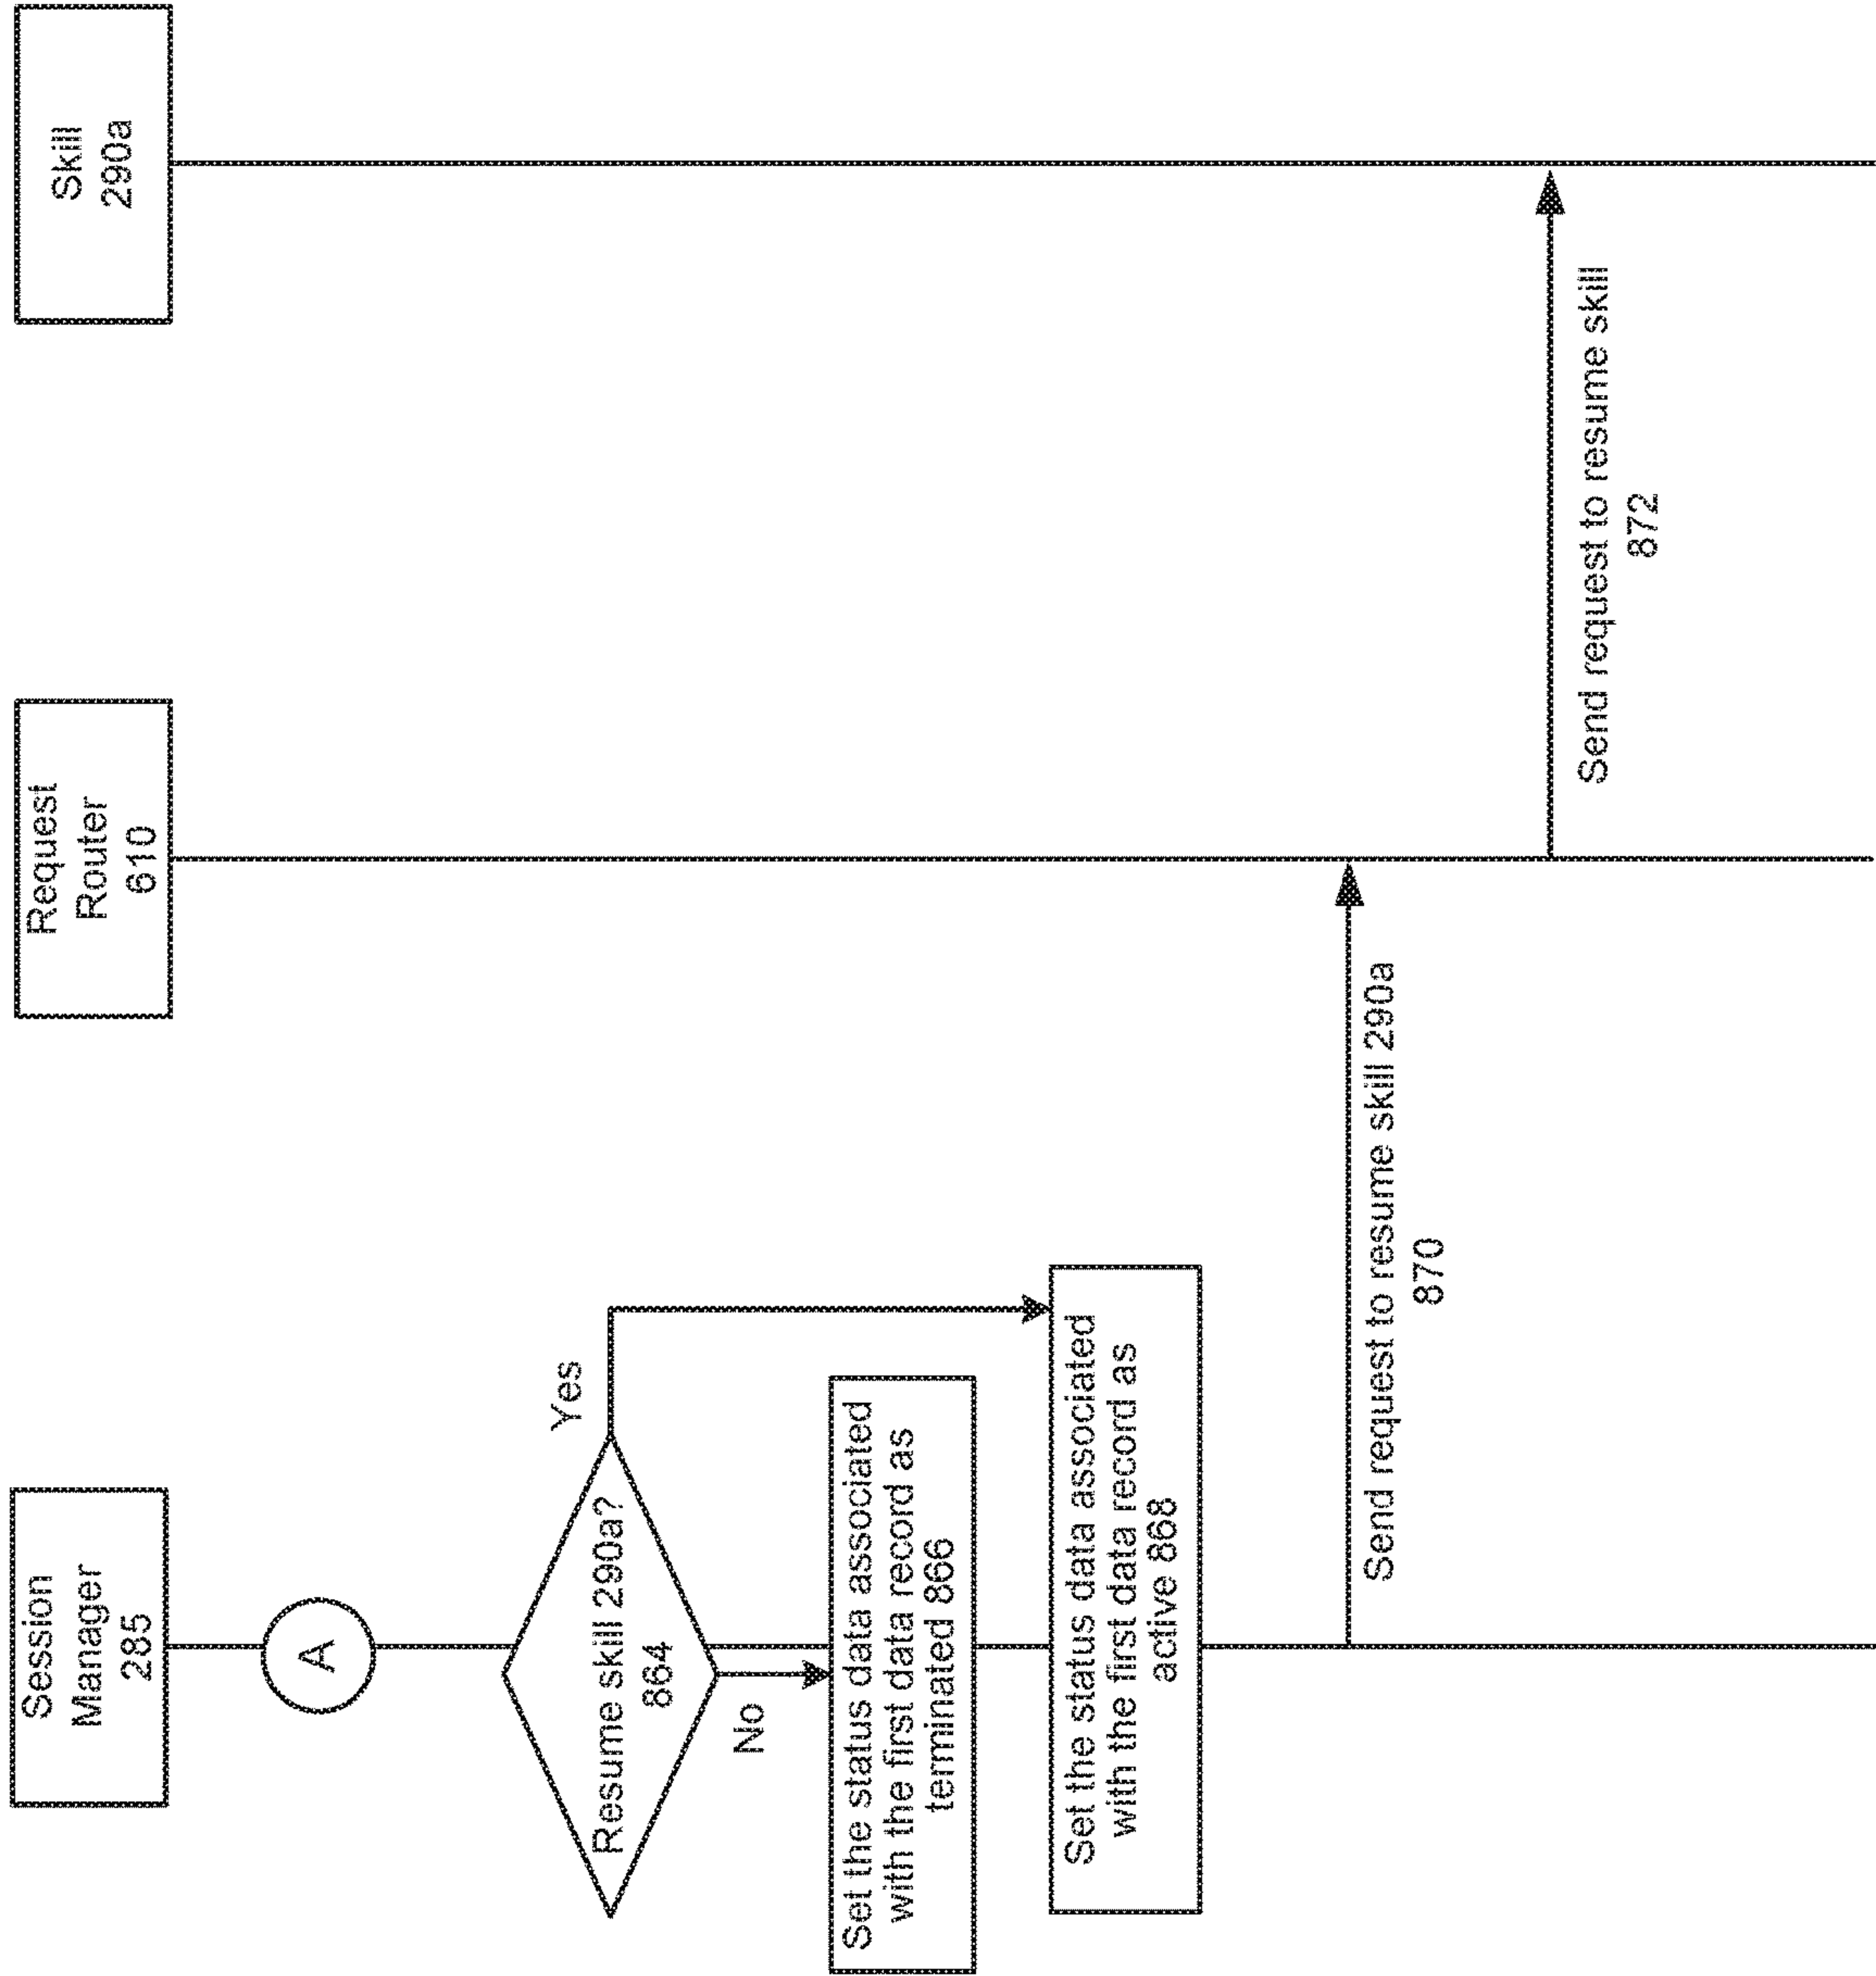 Session
Manager
285
Request
Router
610
Skill
290a
A
Resume skill 290a?
864
Yes
No
Set the status data associated
with the first data record as
terminated 866
Set the status data associated
with the first data record as
active 868
Send request to resume skill 290a
870
Send request to resume skill
872